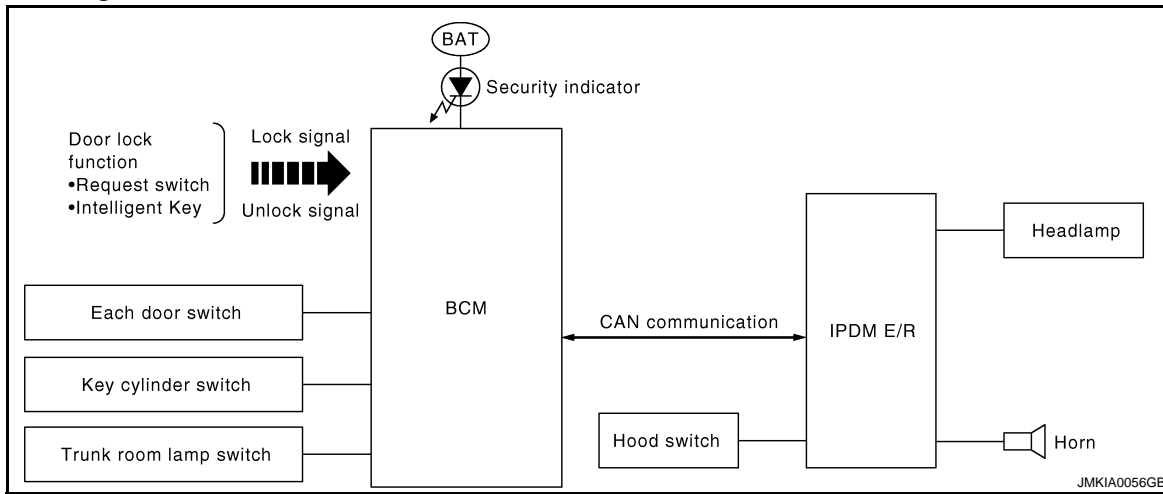 BAT
Security indicator
Door lock
function
•Request switch
•Intelligent Key
Lock signal
Unlock signal
Each door switch
Key cylinder switch
Trunk room lamp switch
BCM
CAN communication
IPDM E/R
Headlamp
Hood switch
Horn
JMKIA0056GB